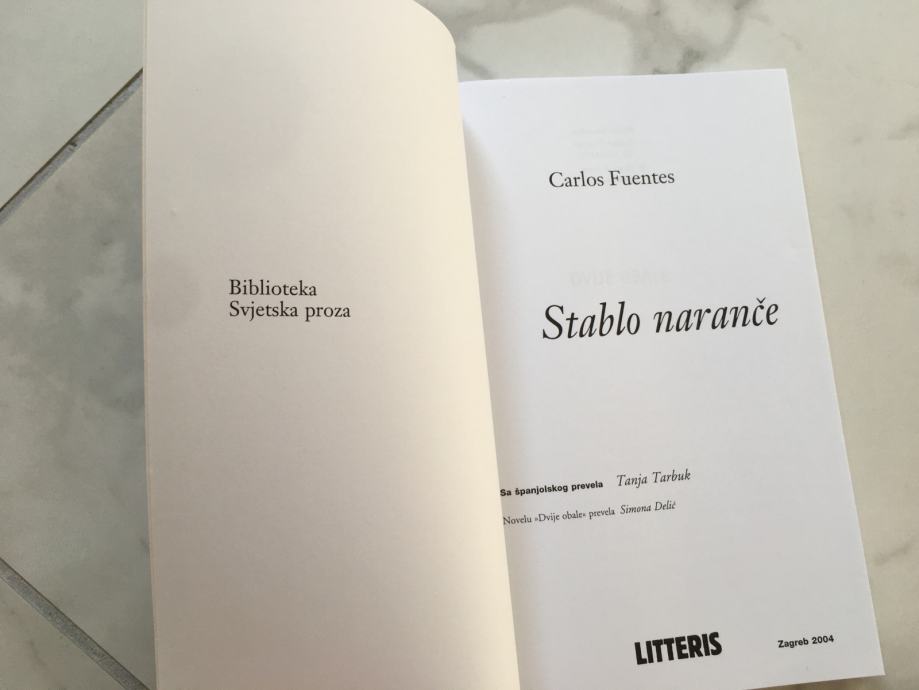 Biblioteka
Svjetska proza
Carlos Fuentes
Stablo naranče
Sa španjolskog prevela Tanja Tarbuk
Novelu »Dvije obale« prevela Simona Delić
LITTERIS
Zagreb 2004